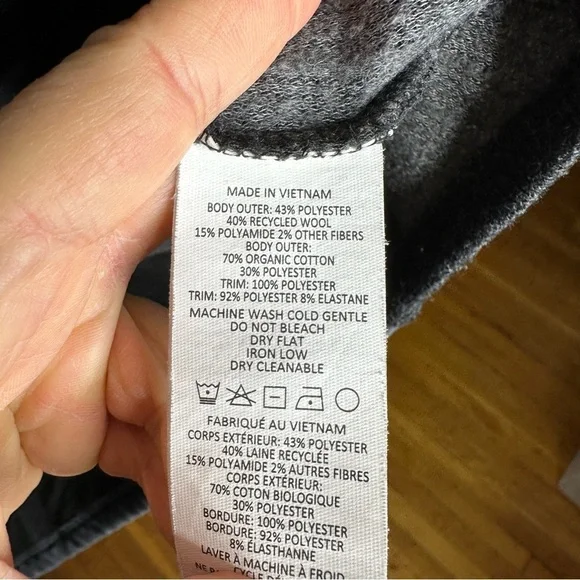 MADE IN VIETNAM
BODY OUTER: 43% POLYESTER
40% RECYCLED WOOL
15% POLYAMIDE 2% OTHER FIBERS
BODY OUTER:
70% ORGANIC COTTON
30% POLYESTER
TRIM: 100% POLYESTER
TRIM: 92% POLYESTER 8% ELASTANE
MACHINE WASH COLD GENTLE
DO NOT BLEACH
DRY FLAT
IRON LOW
DRY CLEANABLE
FABRIQUÉ AU VIETNAM
CORPS EXTÉRIEUR: 43% POLYESTER
40% LAINE RECYCLÉE
15% POLYAMIDE 2% AUTRES FIBRES
CORPS EXTÉRIEUR:
70% COTON BIOLOGIQUE
30% POLYESTER
BORDURE: 100% POLYESTER
BORDURE: 92% POLYESTER
8% ÉLASTHANNE
LAVER À MACHINE À FROID
CYCLE